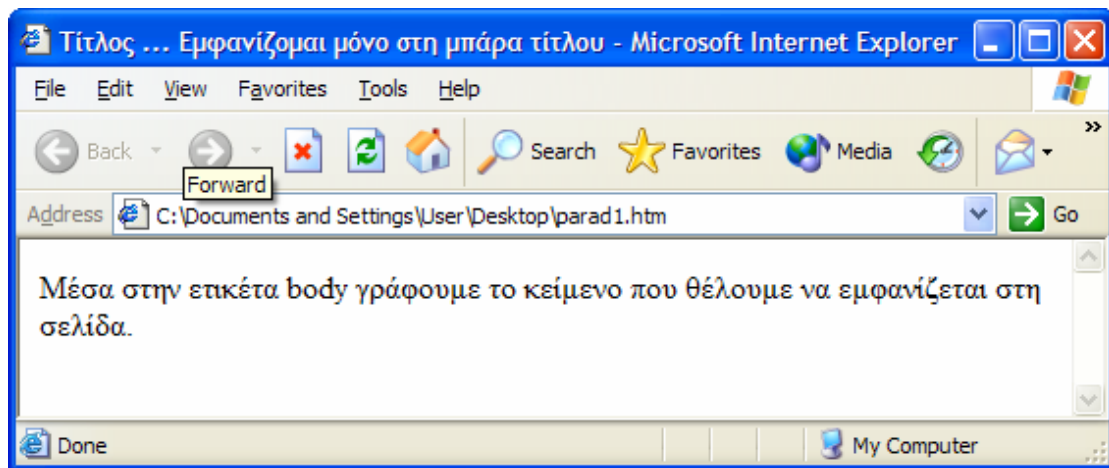 Τίτλος ... Εμφανίζομαι μόνο στη μπάρα τίτλου - Microsoft Internet Explorer
File Edit View Favorites Tools Help
Back Search Favorites Media »
Forward
Address C:\Documents and Settings\User\Desktop\parad1.htm Go
Μέσα στην ετικέτα body γράφουμε το κείμενο που θέλουμε να εμφανίζεται στη
σελίδα.
Done My Computer